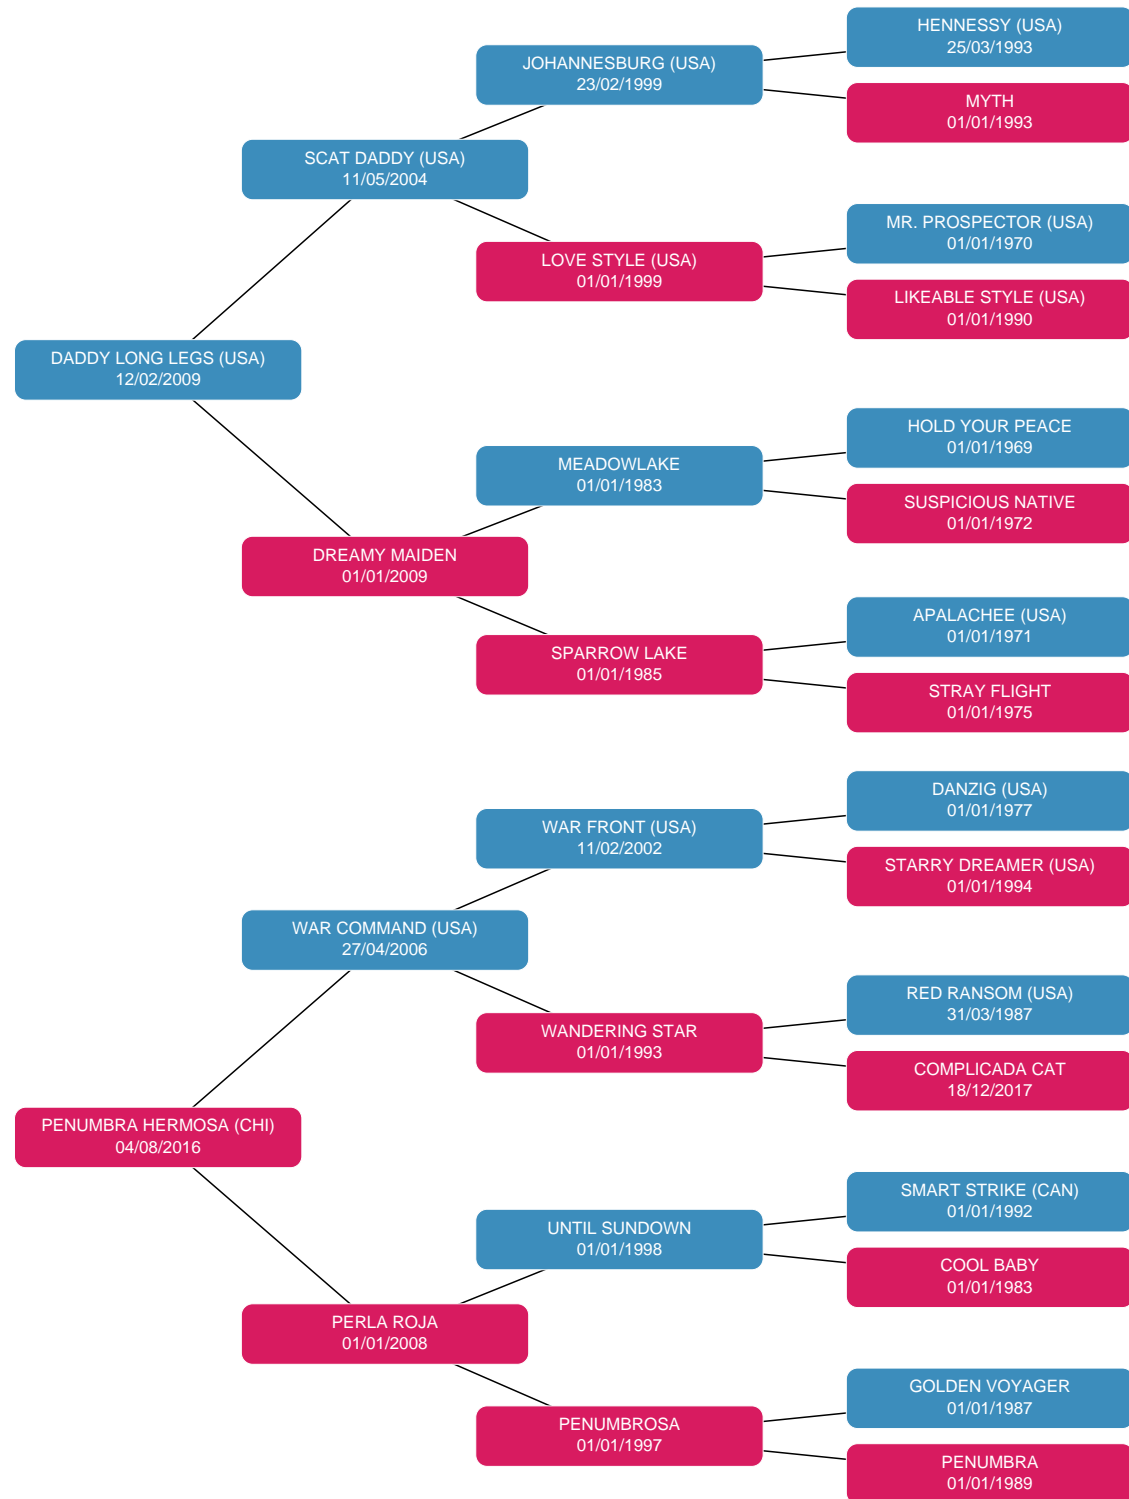 HENNESSY (USA)
25/03/1993
JOHANNESBURG (USA)
23/02/1999
MYTH
01/01/1993
SCAT DADDY (USA)
11/05/2004
MR. PROSPECTOR (USA)
01/01/1970
LOVE STYLE (USA)
01/01/1999
LIKEABLE STYLE (USA)
01/01/1990
DADDY LONG LEGS (USA)
12/02/2009
HOLD YOUR PEACE
01/01/1969
MEADOWLAKE
01/01/1983
SUSPICIOUS NATIVE
01/01/1972
DREAMY MAIDEN
01/01/2009
APALACHEE (USA)
01/01/1971
SPARROW LAKE
01/01/1985
STRAY FLIGHT
01/01/1975
DANZIG (USA)
01/01/1977
WAR FRONT (USA)
11/02/2002
STARRY DREAMER (USA)
01/01/1994
WAR COMMAND (USA)
27/04/2006
RED RANSOM (USA)
31/03/1987
WANDERING STAR
01/01/1993
COMPLICADA CAT
18/12/2017
PENUMBRA HERMOSA (CHI)
04/08/2016
SMART STRIKE (CAN)
01/01/1992
UNTIL SUNDOWN
01/01/1998
COOL BABY
01/01/1983
PERLA ROJA
01/01/2008
GOLDEN VOYAGER
01/01/1987
PENUMBROSA
01/01/1997
PENUMBRA
01/01/1989